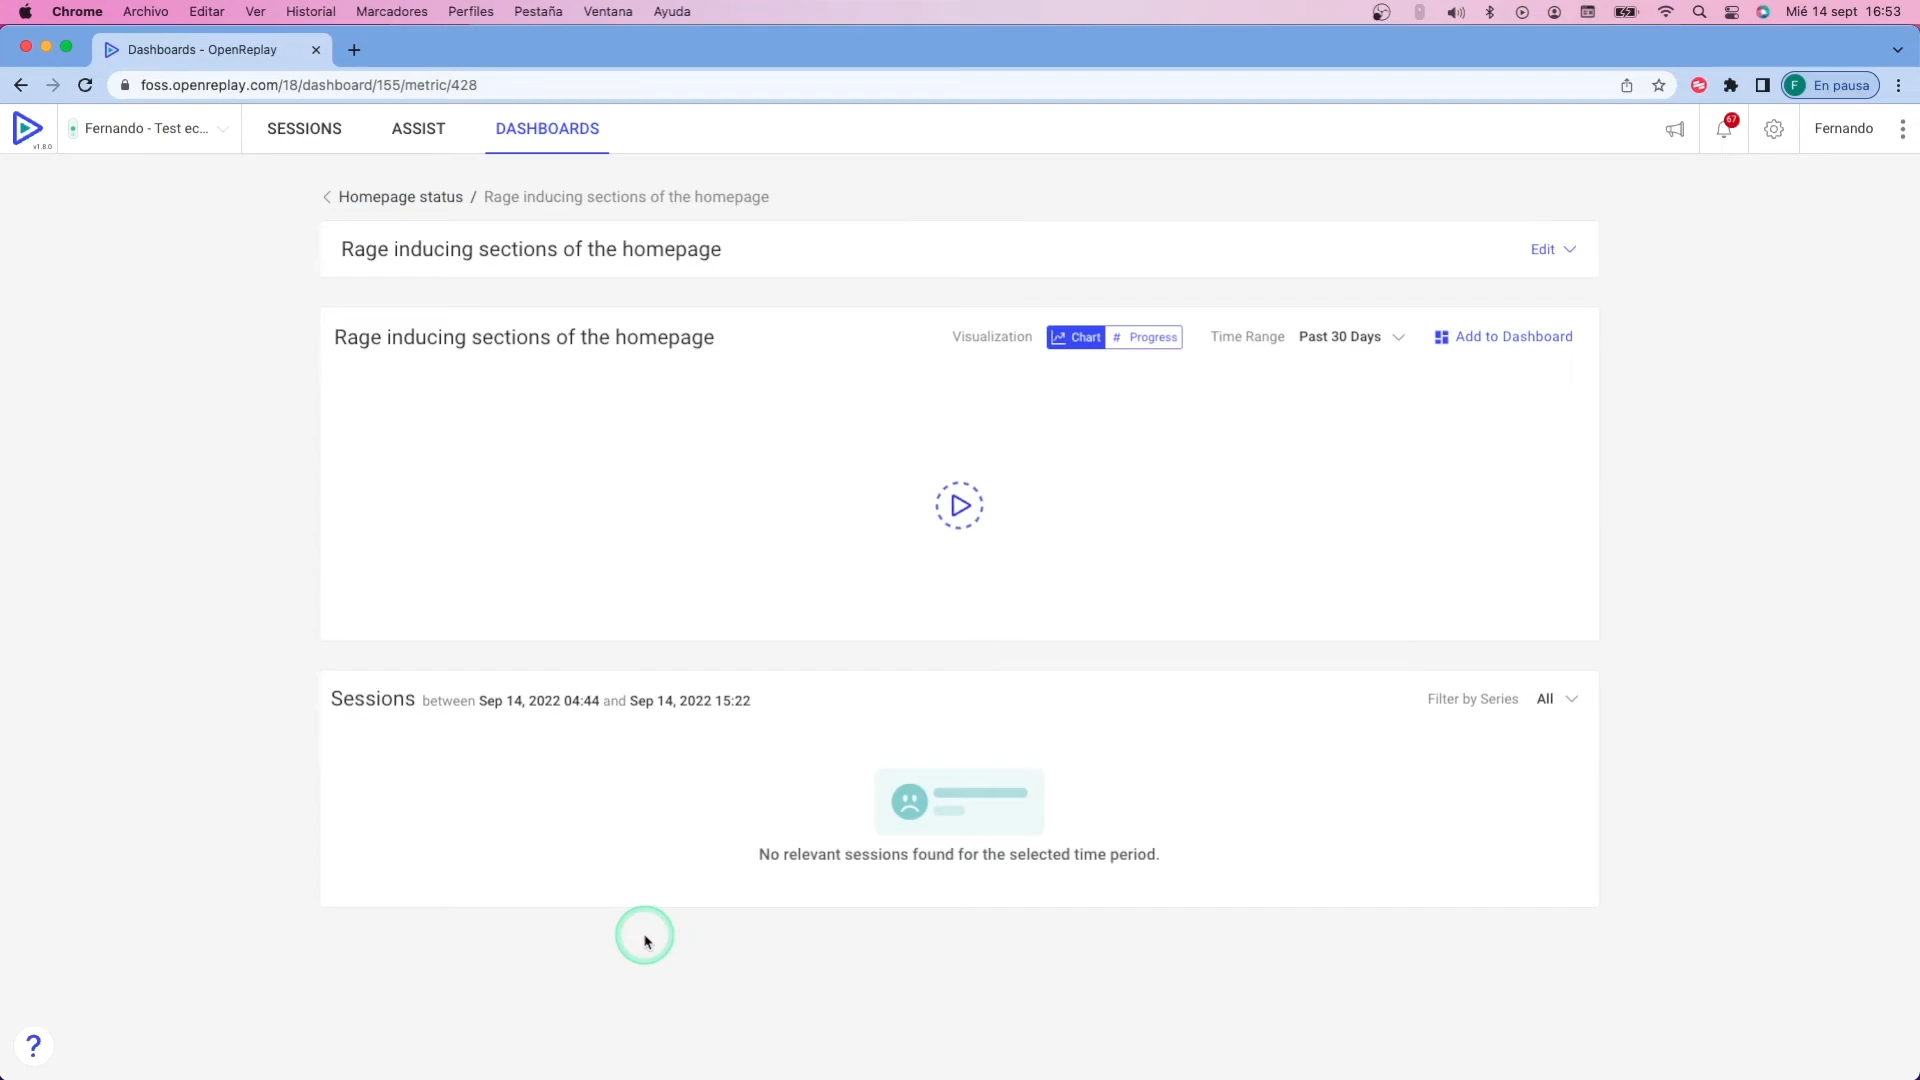 Chrome Archivo Editar Ver Historial Marcadores Perfiles Pestaña Ventana Ayuda Mié 14 sept 16:53
Dashboards - OpenReplay
foss.openreplay.com/18/dashboard/155/metric/428 F En pausa
v1.8.0 Fernando - Test ec... SESSIONS ASSIST DASHBOARDS 67 Fernando
Homepage status / Rage inducing sections of the homepage
Rage inducing sections of the homepage Edit
Rage inducing sections of the homepage Visualization Chart # Progress Time Range Past 30 Days Add to Dashboard
Sessions between Sep 14, 2022 04:44 and Sep 14, 2022 15:22 Filter by Series All
No relevant sessions found for the selected time period.
?